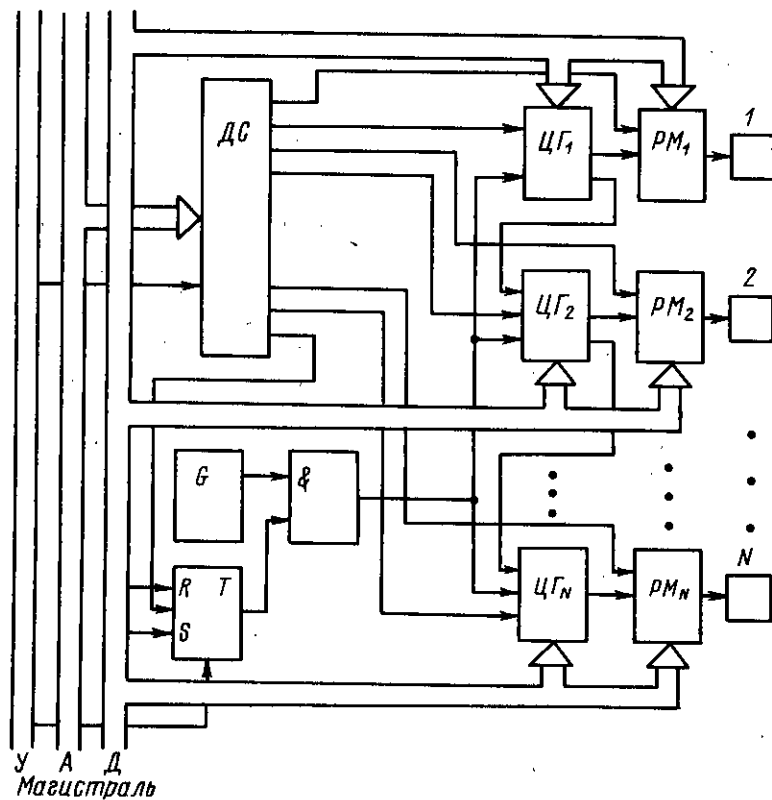 ДС
ЦГ₁
РМ₁
1
ЦГ₂
РМ₂
2
G
&
R T
S
ЦГN
РМN
N
У А Д
Магистраль